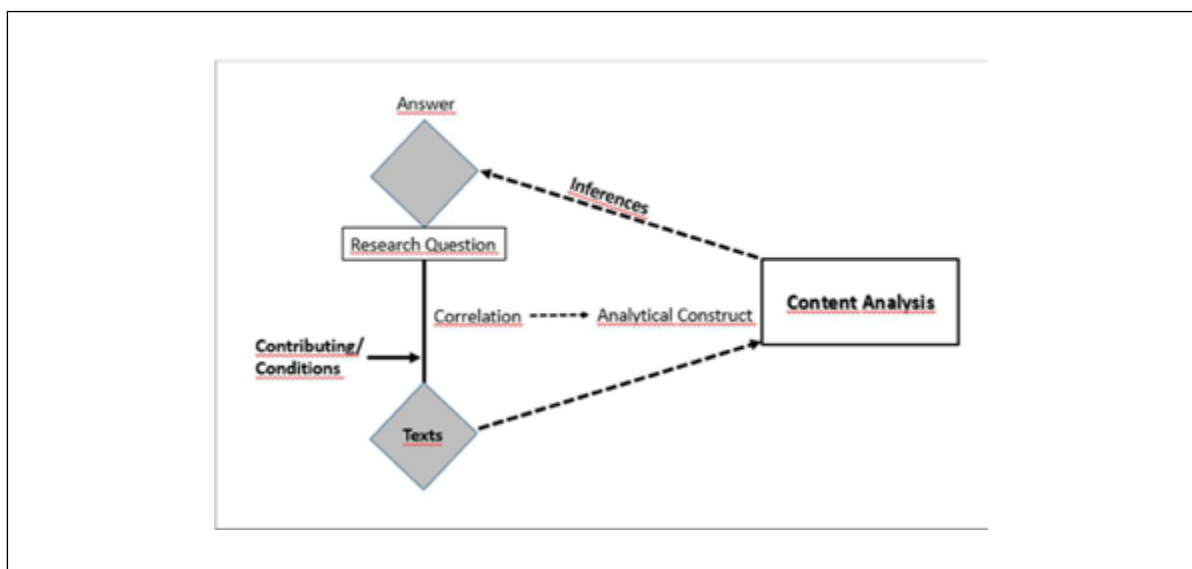 Answer
Inferences
Research Question
Content Analysis
Correlation
Analytical Construct
Contributing/
Conditions
Texts